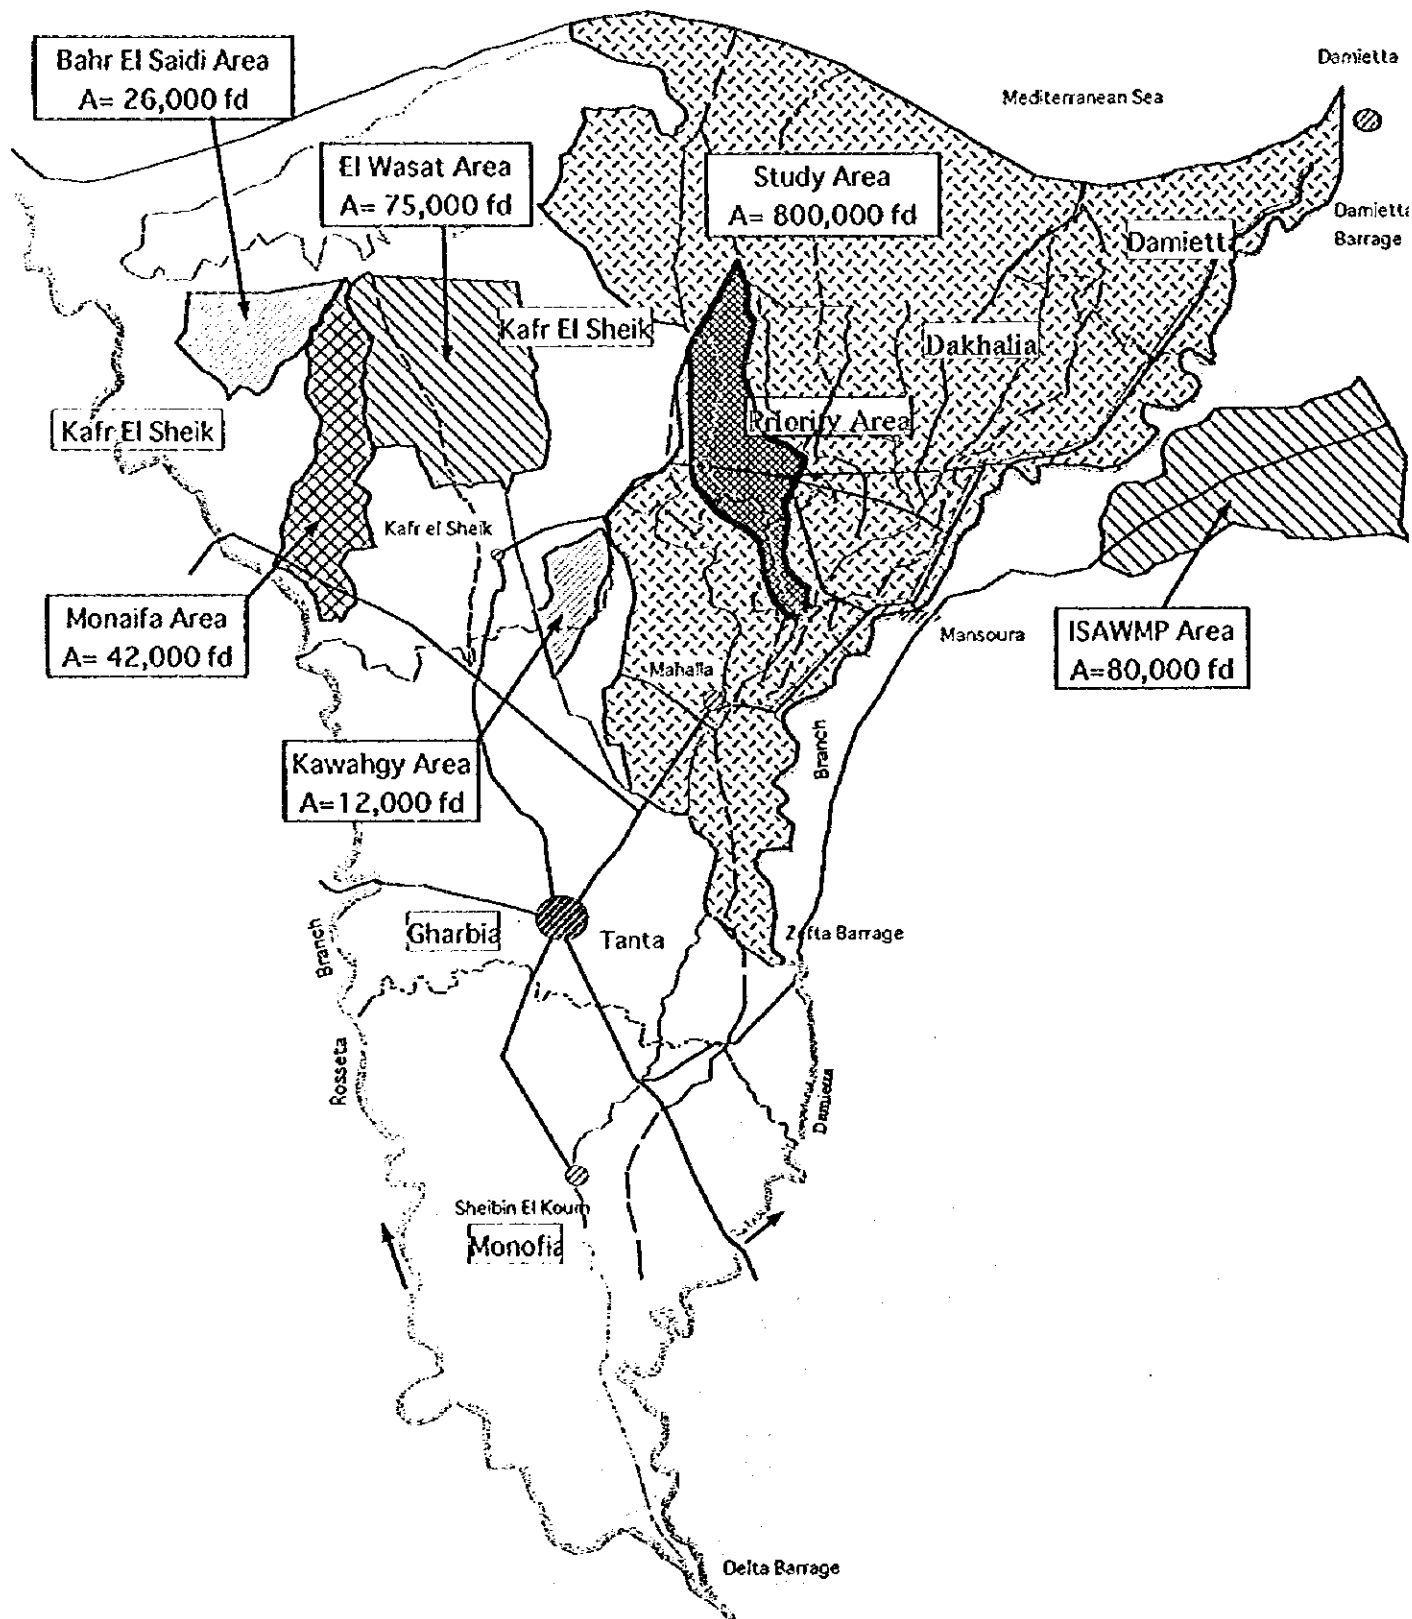 Bahr El Saidi Area
A= 26,000 fd
Damietta
Mediterranean Sea
El Wasat Area
A= 75,000 fd
Study Area
A= 800,000 fd
Damietta
Barrage
Damietta
Kafr El Sheik
Dakhalia
Priority Area
Kafr El Sheik
Kafr el Sheik
Monaifa Area
A= 42,000 fd
Mansoura
ISAWMP Area
A=80,000 fd
Mahalla
Kawahgy Area
A=12,000 fd
Branch
Gharbia
Tanta
Zefta Barrage
Branch
Rosseta
Damietta
Sheibin El Koum
Monofia
Delta Barrage